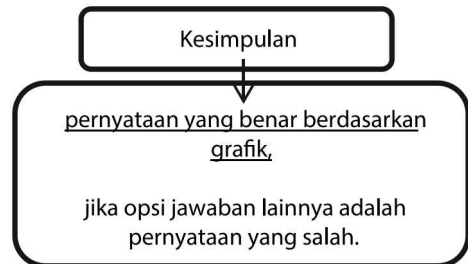 Kesimpulan
pernyataan yang benar berdasarkan
grafik,
jika opsi jawaban lainnya adalah
pernyataan yang salah.